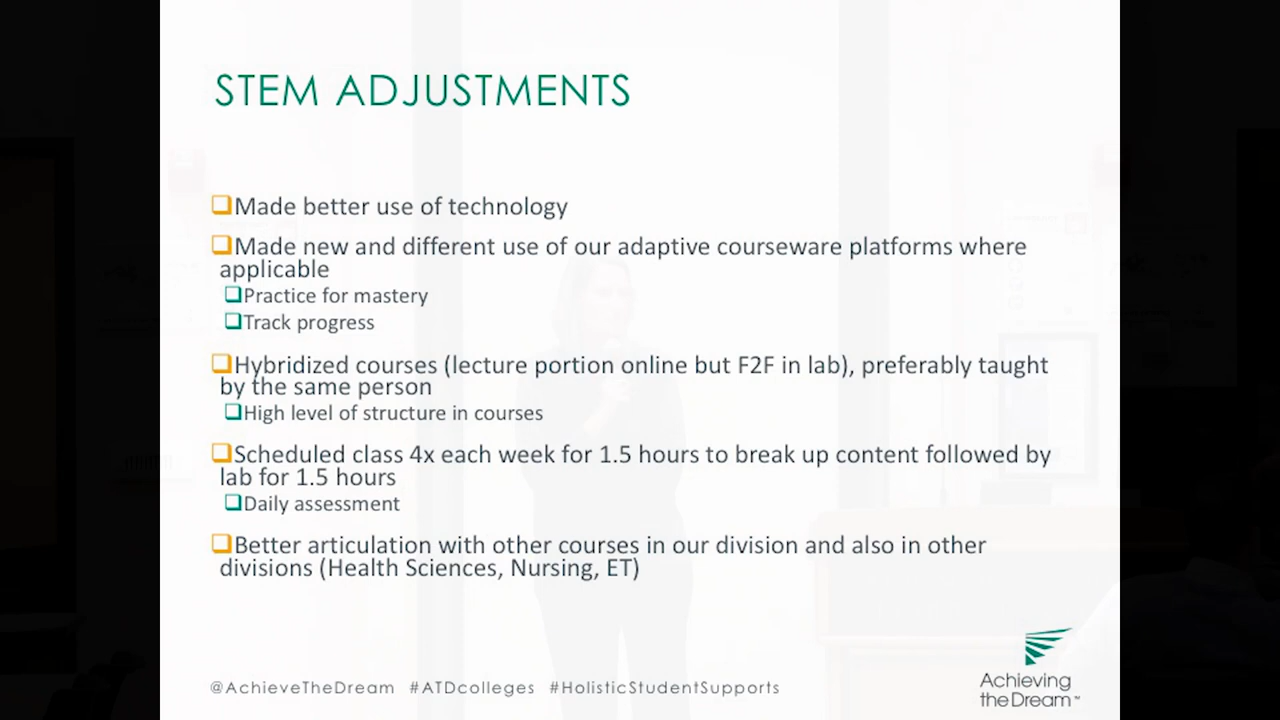 STEM ADJUSTMENTS
❑Made better use of technology
❑Made new and different use of our adaptive courseware platforms where
applicable
❑Practice for mastery
❑Track progress
❑Hybridized courses (lecture portion online but F2F in lab), preferably taught
by the same person
❑High level of structure in courses
❑Scheduled class 4x each week for 1.5 hours to break up content followed by
lab for 1.5 hours
❑Daily assessment
❑Better articulation with other courses in our division and also in other
divisions (Health Sciences, Nursing, ET)
@AchieveTheDream #ATDcolleges #HolisticStudentSupports
Achieving
the Dream™